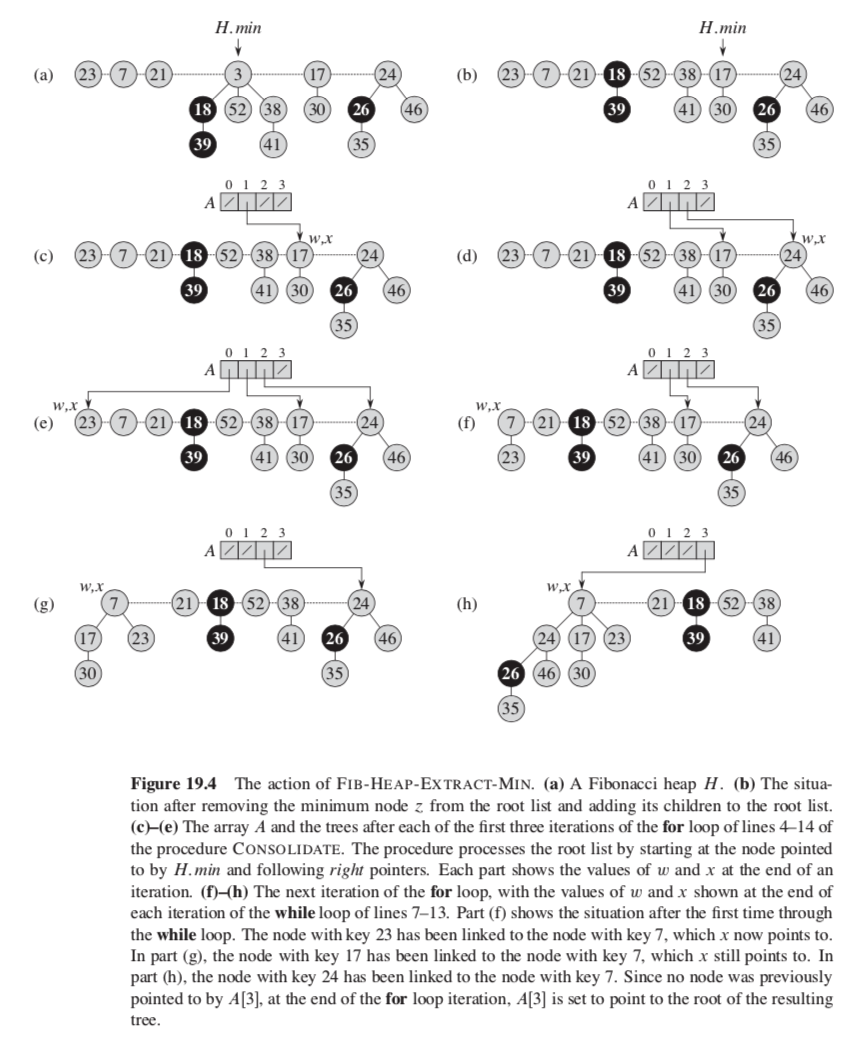 H.min H.min
(a) 23 7 21 3 17 24 (b) 23 7 21 18 52 38 17 24
18 52 38 30 26 46 39 41 30 26 46
39 41 35 35
0 1 2 3 0 1 2 3
A A
w,x w,x
(c) 23 7 21 18 52 38 17 24 (d) 23 7 21 18 52 38 17 24
39 41 30 26 46 39 41 30 26 46
35 35
0 1 2 3 0 1 2 3
A A
w,x w,x
(e) 23 7 21 18 52 38 17 24 (f) 7 21 18 52 38 17 24
39 41 30 26 46 23 39 41 30 26 46
35 35
0 1 2 3 0 1 2 3
A A
w,x w,x
(g) 7 21 18 52 38 24 (h) 7 21 18 52 38
17 23 39 41 26 46 24 17 23 39 41
30 35 26 46 30
35
Figure 19.4 The action of FIB-HEAP-EXTRACT-MIN. (a) A Fibonacci heap H. (b) The situa-
tion after removing the minimum node z from the root list and adding its children to the root list.
(c)–(e) The array A and the trees after each of the first three iterations of the for loop of lines 4–14 of
the procedure CONSOLIDATE. The procedure processes the root list by starting at the node pointed
to by H.min and following right pointers. Each part shows the values of w and x at the end of an
iteration. (f)–(h) The next iteration of the for loop, with the values of w and x shown at the end of
each iteration of the while loop of lines 7–13. Part (f) shows the situation after the first time through
the while loop. The node with key 23 has been linked to the node with key 7, which x now points to.
In part (g), the node with key 17 has been linked to the node with key 7, which x still points to. In
part (h), the node with key 24 has been linked to the node with key 7. Since no node was previously
pointed to by A[3], at the end of the for loop iteration, A[3] is set to point to the root of the resulting
tree.